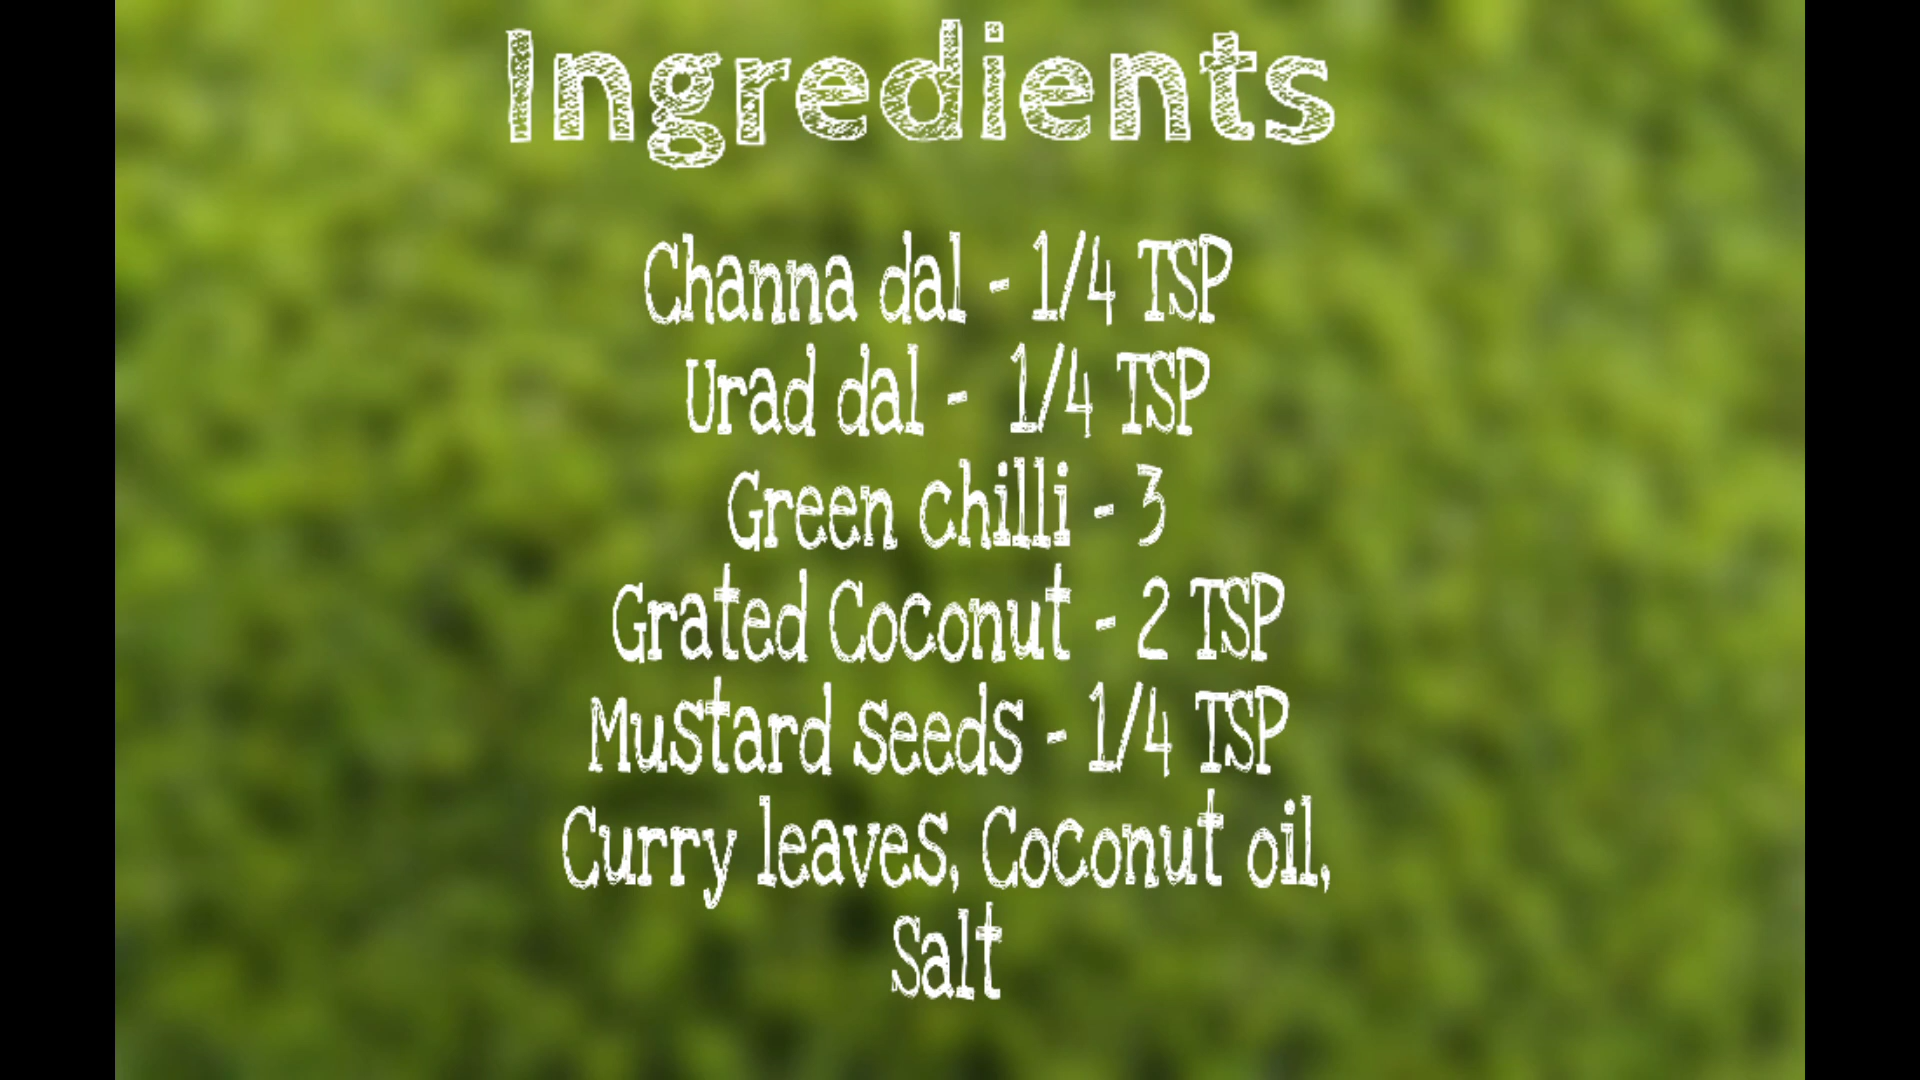 Ingredients
Channa dal - 1/4 TSP
Urad dal - 1/4 TSP
Green chilli - 3
Grated Coconut - 2 TSP
Mustard seeds - 1/4 TSP
Curry leaves, Coconut oil,
Salt